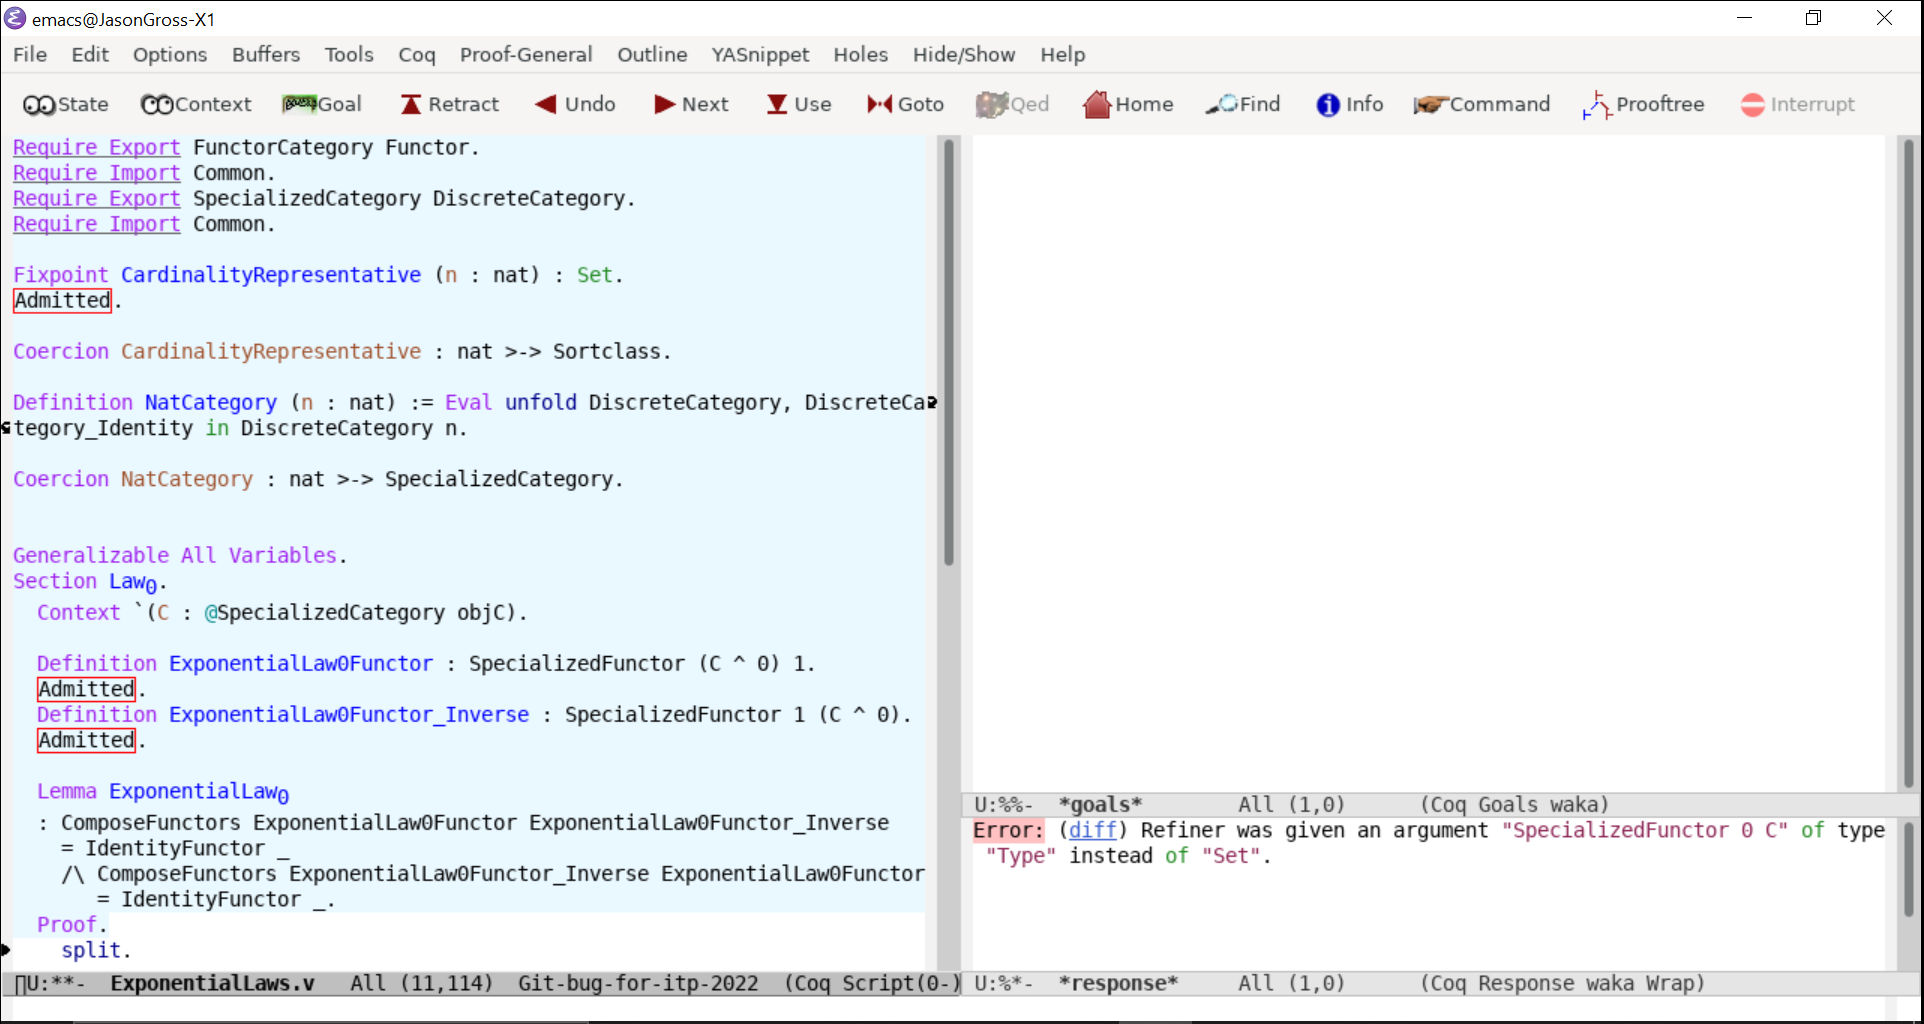 emacs@JasonGross-X1
File Edit Options Buffers Tools Coq Proof-General Outline YASnippet Holes Hide/Show Help
State Context Goal Retract Undo Next Use Goto Qed Home Find Info Command Prooftree Interrupt
Require Export FunctorCategory Functor.
Require Import Common.
Require Export SpecializedCategory DiscreteCategory.
Require Import Common.
Fixpoint CardinalityRepresentative (n : nat) : Set.
Admitted.
Coercion CardinalityRepresentative : nat >-> Sortclass.
Definition NatCategory (n : nat) := Eval unfold DiscreteCategory, DiscreteCa
tegory_Identity in DiscreteCategory n.
Coercion NatCategory : nat >-> SpecializedCategory.
Generalizable All Variables.
Section Law₀.
Context `(C : @SpecializedCategory objC).
Definition ExponentialLaw0Functor : SpecializedFunctor (C ^ 0) 1.
Admitted.
Definition ExponentialLaw0Functor_Inverse : SpecializedFunctor 1 (C ^ 0).
Admitted.
Lemma ExponentialLaw₀
: ComposeFunctors ExponentialLaw0Functor ExponentialLaw0Functor_Inverse
= IdentityFunctor _
/\ ComposeFunctors ExponentialLaw0Functor_Inverse ExponentialLaw0Functor
= IdentityFunctor _.
Proof.
split.
U:**- ExponentialLaws.v All (11,114) Git-bug-for-itp-2022 (Coq Script(0-)
U:%%- *goals* All (1,0) (Coq Goals waka)
Error: (diff) Refiner was given an argument "SpecializedFunctor 0 C" of type
"Type" instead of "Set".
U:%*- *response* All (1,0) (Coq Response waka Wrap)